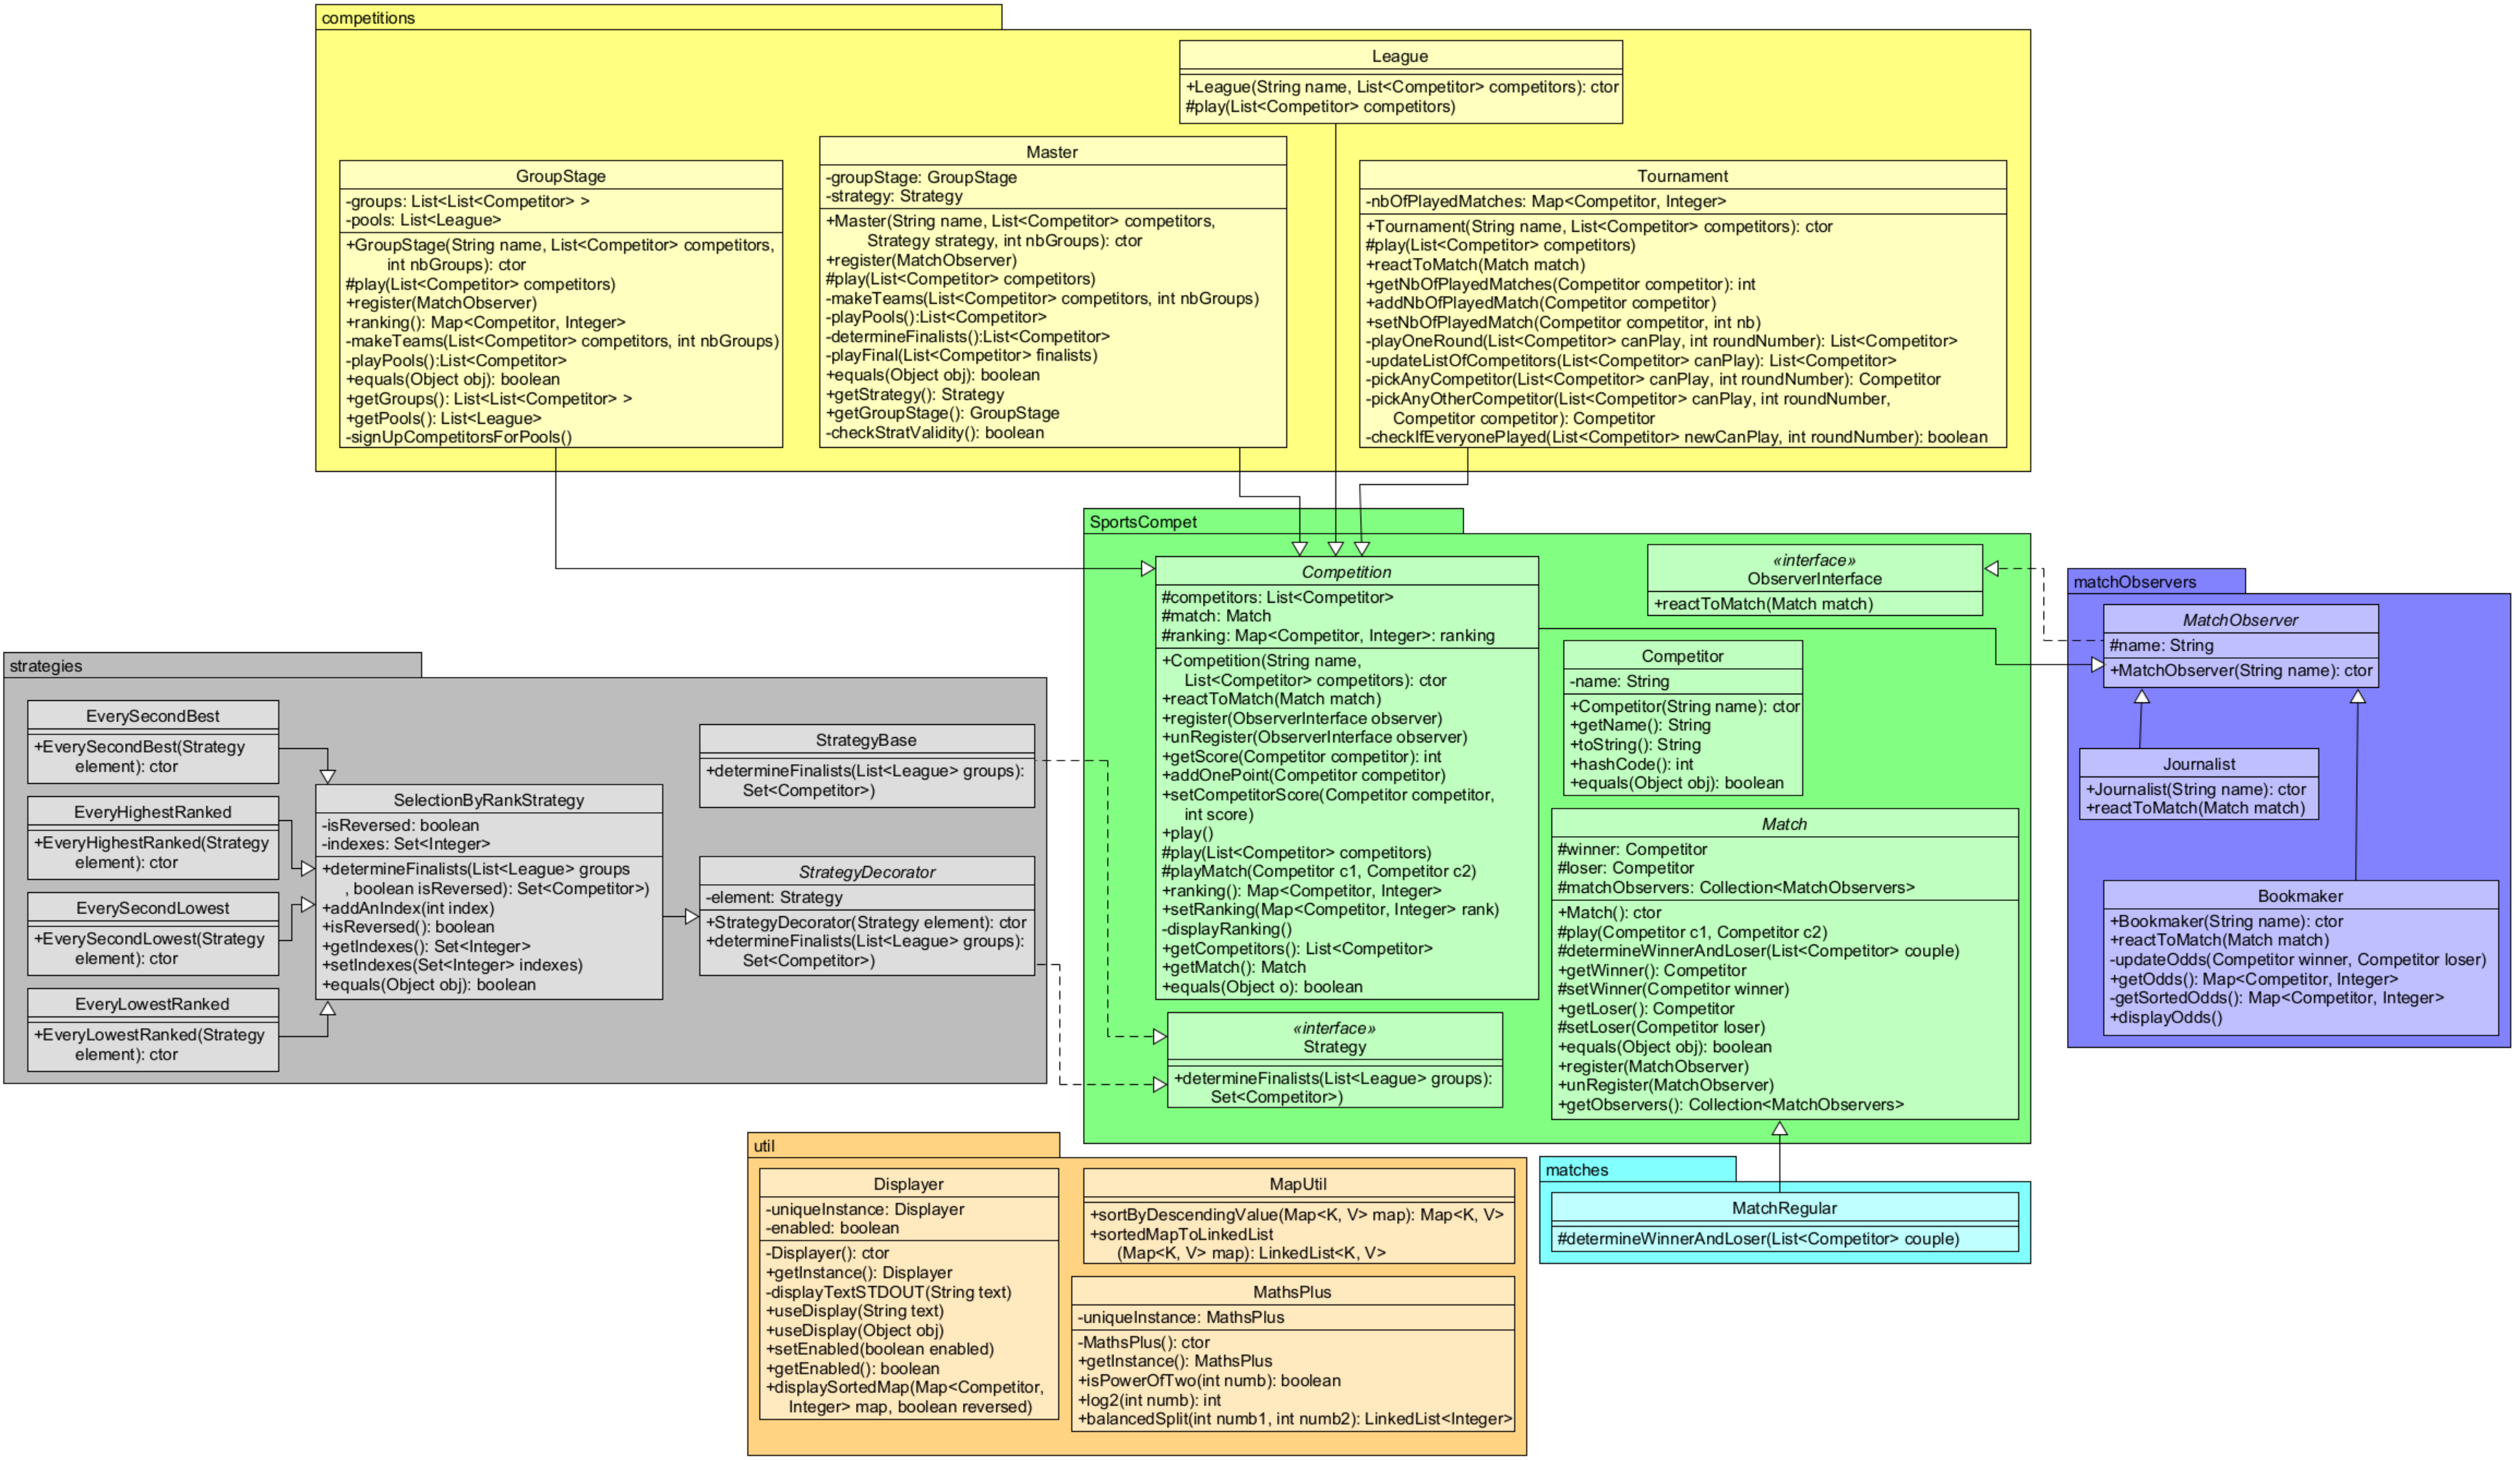 competitions
League
+League(String name, List<Competitor> competitors): ctor
#play(List<Competitor> competitors)
GroupStage
-groups: List<List<Competitor> >
-pools: List<League>
+GroupStage(String name, List<Competitor> competitors,
int nbGroups): ctor
#play(List<Competitor> competitors)
+register(MatchObserver)
+ranking(): Map<Competitor, Integer>
-makeTeams(List<Competitor> competitors, int nbGroups)
-playPools():List<Competitor>
+equals(Object obj): boolean
+getGroups(): List<List<Competitor> >
+getPools(): List<League>
-signUpCompetitorsForPools()
Master
-groupStage: GroupStage
-strategy: Strategy
+Master(String name, List<Competitor> competitors,
Strategy strategy, int nbGroups): ctor
+register(MatchObserver)
#play(List<Competitor> competitors)
-makeTeams(List<Competitor> competitors, int nbGroups)
-playPools():List<Competitor>
-determineFinalists():List<Competitor>
-playFinal(List<Competitor> finalists)
+equals(Object obj): boolean
+getStrategy(): Strategy
+getGroupStage(): GroupStage
-checkStratValidity(): boolean
Tournament
-nbOfPlayedMatches: Map<Competitor, Integer>
+Tournament(String name, List<Competitor> competitors): ctor
#play(List<Competitor> competitors)
+reactToMatch(Match match)
+getNbOfPlayedMatches(Competitor competitor): int
+addNbOfPlayedMatch(Competitor competitor)
+setNbOfPlayedMatch(Competitor competitor, int nb)
-playOneRound(List<Competitor> canPlay, int roundNumber): List<Competitor>
-updateListOfCompetitors(List<Competitor> canPlay): List<Competitor>
-pickAnyCompetitor(List<Competitor> canPlay, int roundNumber): Competitor
-pickAnyOtherCompetitor(List<Competitor> canPlay, int roundNumber,
Competitor competitor): Competitor
-checkIfEveryonePlayed(List<Competitor> newCanPlay, int roundNumber): boolean
SportsCompet
Competition
#competitors: List<Competitor>
#match: Match
#ranking: Map<Competitor, Integer>: ranking
+Competition(String name,
List<Competitor> competitors): ctor
+reactToMatch(Match match)
+register(ObserverInterface observer)
+unRegister(ObserverInterface observer)
+getScore(Competitor competitor): int
+addOnePoint(Competitor competitor)
+setCompetitorScore(Competitor competitor,
int score)
+play()
#play(List<Competitor> competitors)
#playMatch(Competitor c1, Competitor c2)
+ranking(): Map<Competitor, Integer>
+setRanking(Map<Competitor, Integer> rank)
-displayRanking()
+getCompetitors(): List<Competitor>
+getMatch(): Match
+equals(Object o): boolean
«interface»
ObserverInterface
+reactToMatch(Match match)
Competitor
-name: String
+Competitor(String name): ctor
+getName(): String
+toString(): String
+hashCode(): int
+equals(Object obj): boolean
Match
#winner: Competitor
#loser: Competitor
#matchObservers: Collection<MatchObservers>
+Match(): ctor
#play(Competitor c1, Competitor c2)
#determineWinnerAndLoser(List<Competitor> couple)
+getWinner(): Competitor
#setWinner(Competitor winner)
+getLoser(): Competitor
#setLoser(Competitor loser)
+equals(Object obj): boolean
+register(MatchObserver)
+unRegister(MatchObserver)
+getObservers(): Collection<MatchObservers>
«interface»
Strategy
+determineFinalists(List<League> groups):
Set<Competitor>)
matchObservers
MatchObserver
#name: String
+MatchObserver(String name): ctor
Journalist
+Journalist(String name): ctor
+reactToMatch(Match match)
Bookmaker
+Bookmaker(String name): ctor
+reactToMatch(Match match)
-updateOdds(Competitor winner, Competitor loser)
+getOdds(): Map<Competitor, Integer>
-getSortedOdds(): Map<Competitor, Integer>
+displayOdds()
strategies
EverySecondBest
+EverySecondBest(Strategy
element): ctor
EveryHighestRanked
+EveryHighestRanked(Strategy
element): ctor
EverySecondLowest
+EverySecondLowest(Strategy
element): ctor
EveryLowestRanked
+EveryLowestRanked(Strategy
element): ctor
SelectionByRankStrategy
-isReversed: boolean
-indexes: Set<Integer>
+determineFinalists(List<League> groups
, boolean isReversed): Set<Competitor>)
+addAnIndex(int index)
+isReversed(): boolean
+getIndexes(): Set<Integer>
+setIndexes(Set<Integer> indexes)
+equals(Object obj): boolean
StrategyBase
+determineFinalists(List<League> groups):
Set<Competitor>)
StrategyDecorator
-element: Strategy
+StrategyDecorator(Strategy element): ctor
+determineFinalists(List<League> groups):
Set<Competitor>)
util
Displayer
-uniqueInstance: Displayer
-enabled: boolean
-Displayer(): ctor
+getInstance(): Displayer
-displayTextSTDOUT(String text)
+useDisplay(String text)
+useDisplay(Object obj)
+setEnabled(boolean enabled)
+getEnabled(): boolean
+displaySortedMap(Map<Competitor,
Integer> map, boolean reversed)
MapUtil
+sortByDescendingValue(Map<K, V> map): Map<K, V>
+sortedMapToLinkedList
(Map<K, V> map): LinkedList<K, V>
MathsPlus
-uniqueInstance: MathsPlus
-MathsPlus(): ctor
+getInstance(): MathsPlus
+isPowerOfTwo(int numb): boolean
+log2(int numb): int
+balancedSplit(int numb1, int numb2): LinkedList<Integer>
matches
MatchRegular
#determineWinnerAndLoser(List<Competitor> couple)